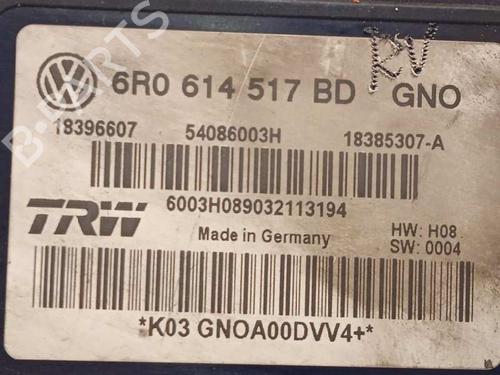 RV
6R0 614 517 BD GNO
18396607 54086003H 18385307-A
6003H089032113194
TRW
Made in Germany
HW: H08
SW: 0004
*K03 GNOA00DVV4+*
B-PARTS